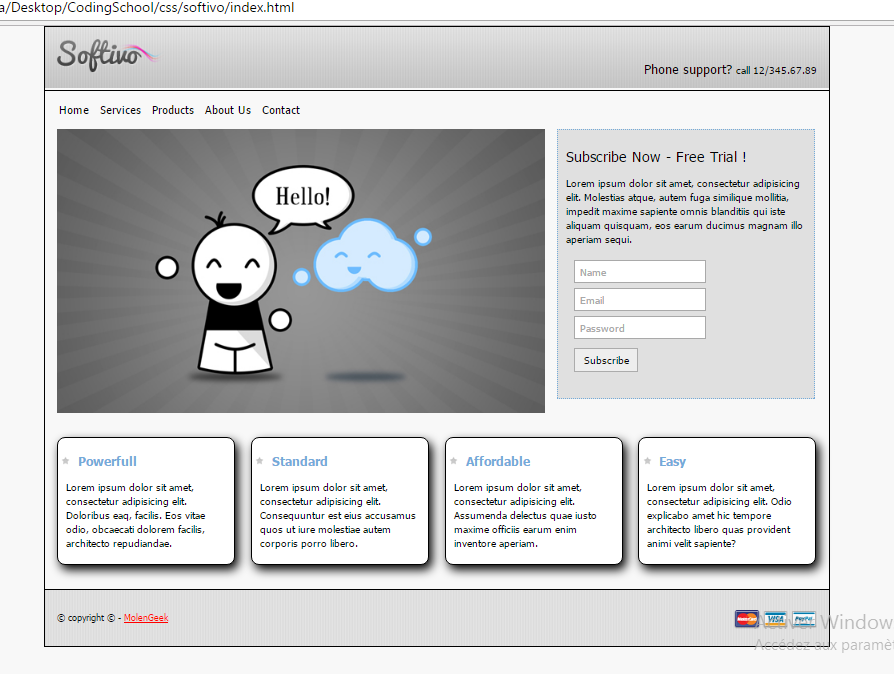 a/Desktop/CodingSchool/css/softivo/index.html
Softivo
Phone support? call 12/345.67.89
Home Services Products About Us Contact
Hello!
Subscribe Now - Free Trial !
Lorem ipsum dolor sit amet, consectetur adipisicing
elit. Molestias atque, autem fuga similique mollitia,
impedit maxime sapiente omnis blanditiis qui iste
aliquam quisquam, eos earum ducimus magnam illo
aperiam sequi.
Name
Email
Password
Subscribe
Powerfull
Lorem ipsum dolor sit amet,
consectetur adipisicing elit.
Doloribus eaq, facilis. Eos vitae
odio, obcaecati dolorem facilis,
architecto repudiandae.
Standard
Lorem ipsum dolor sit amet,
consectetur adipisicing elit.
Consequuntur est eius accusamus
quos ut iure molestiae autem
corporis porro libero.
Affordable
Lorem ipsum dolor sit amet,
consectetur adipisicing elit.
Assumenda delectus quae iusto
maxime officiis earum enim
inventore aperiam.
Easy
Lorem ipsum dolor sit amet,
consectetur adipisicing elit. Odio
explicabo amet hic tempore
architecto libero quas provident
animi velit sapiente?
© copyright © - MolenGeek
MasterCard VISA PayPal
Activer Window
Accédez aux paramèt